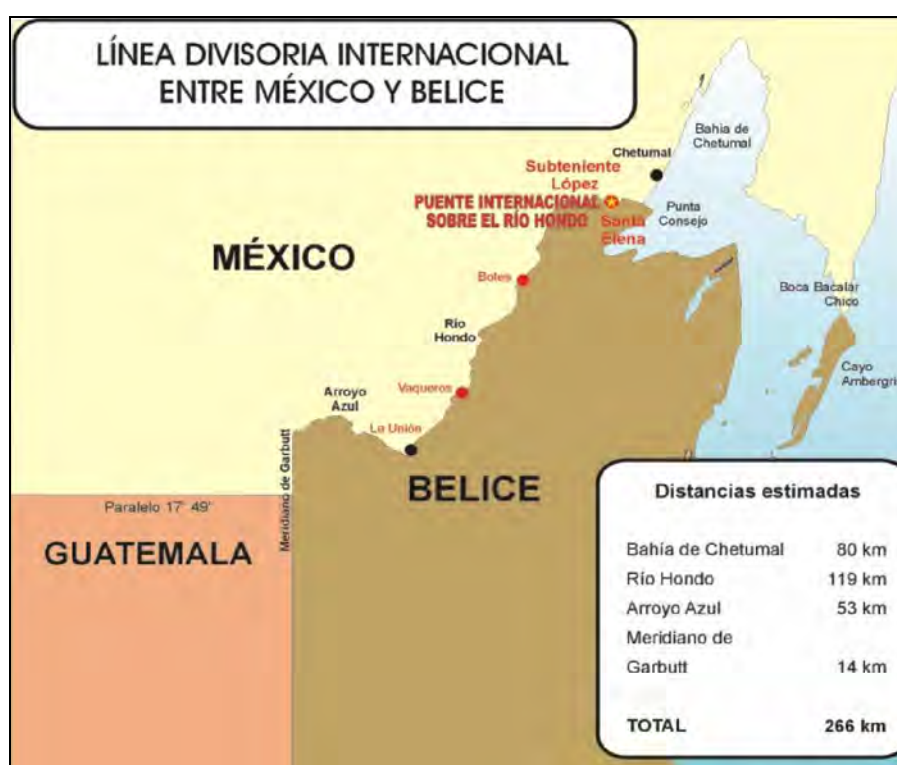 LÍNEA DIVISORIA INTERNACIONAL
ENTRE MÉXICO Y BELICE
Bahia de
Chetumal
Chetumal
Subteniente
López
PUENTE INTERNACIONAL
SOBRE EL RÍO HONDO
Santa
Elena
Punta
Consejo
MÉXICO
Botes
Boca Bacalar
Chico
Río
Hondo
Cayo
Ambergri
Vaqueros
Arroyo
Azul
La Unión
Meridiano de Garbutt
BELICE
Paralelo 17° 49'
GUATEMALA
Distancias estimadas
Bahía de Chetumal 80 km
Río Hondo 119 km
Arroyo Azul 53 km
Meridiano de
Garbutt 14 km
TOTAL 266 km